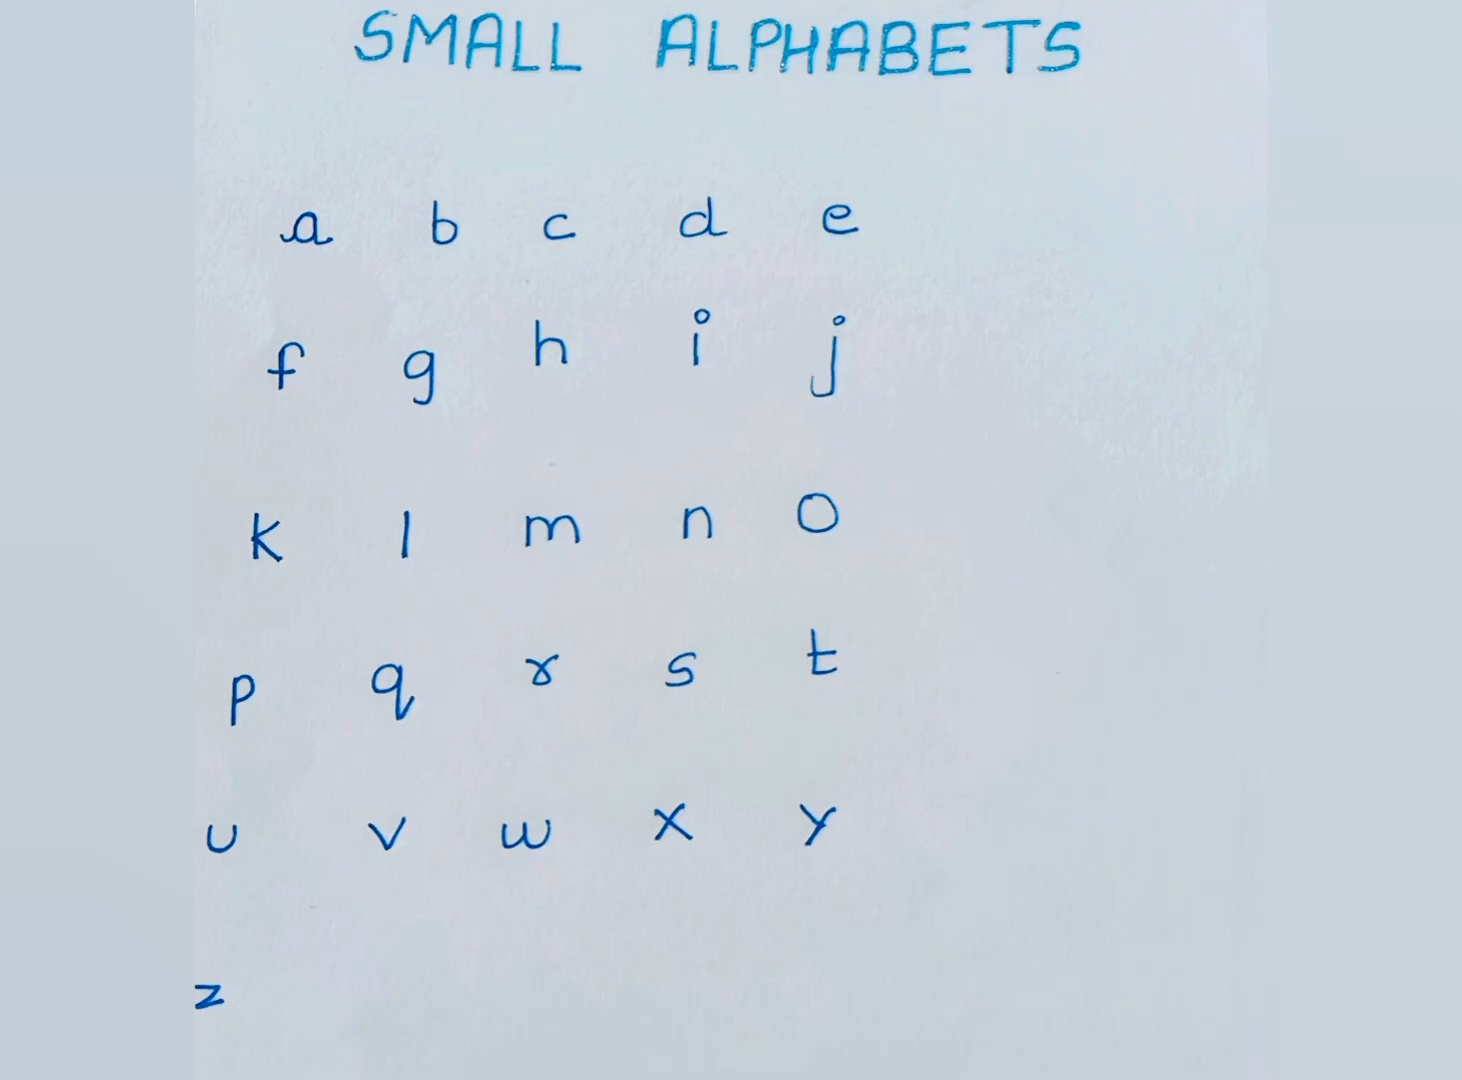 SMALL ALPHABETS
a b c d e
f g h i j
k l m n o
p q r s t
u v w x y
z